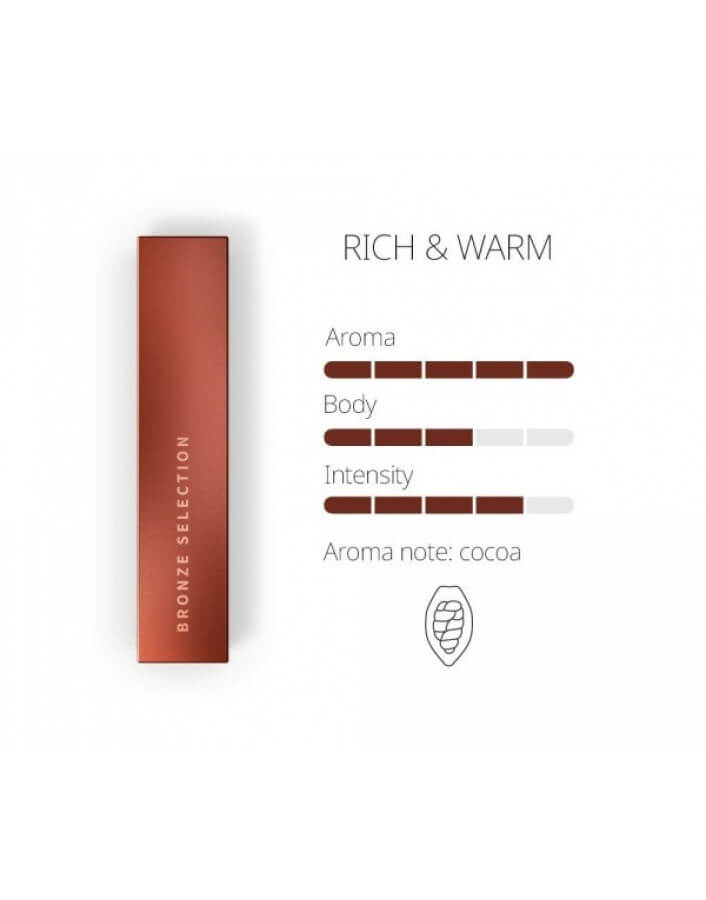 BRONZE SELECTION
RICH & WARM
Aroma
Body
Intensity
Aroma note: cocoa